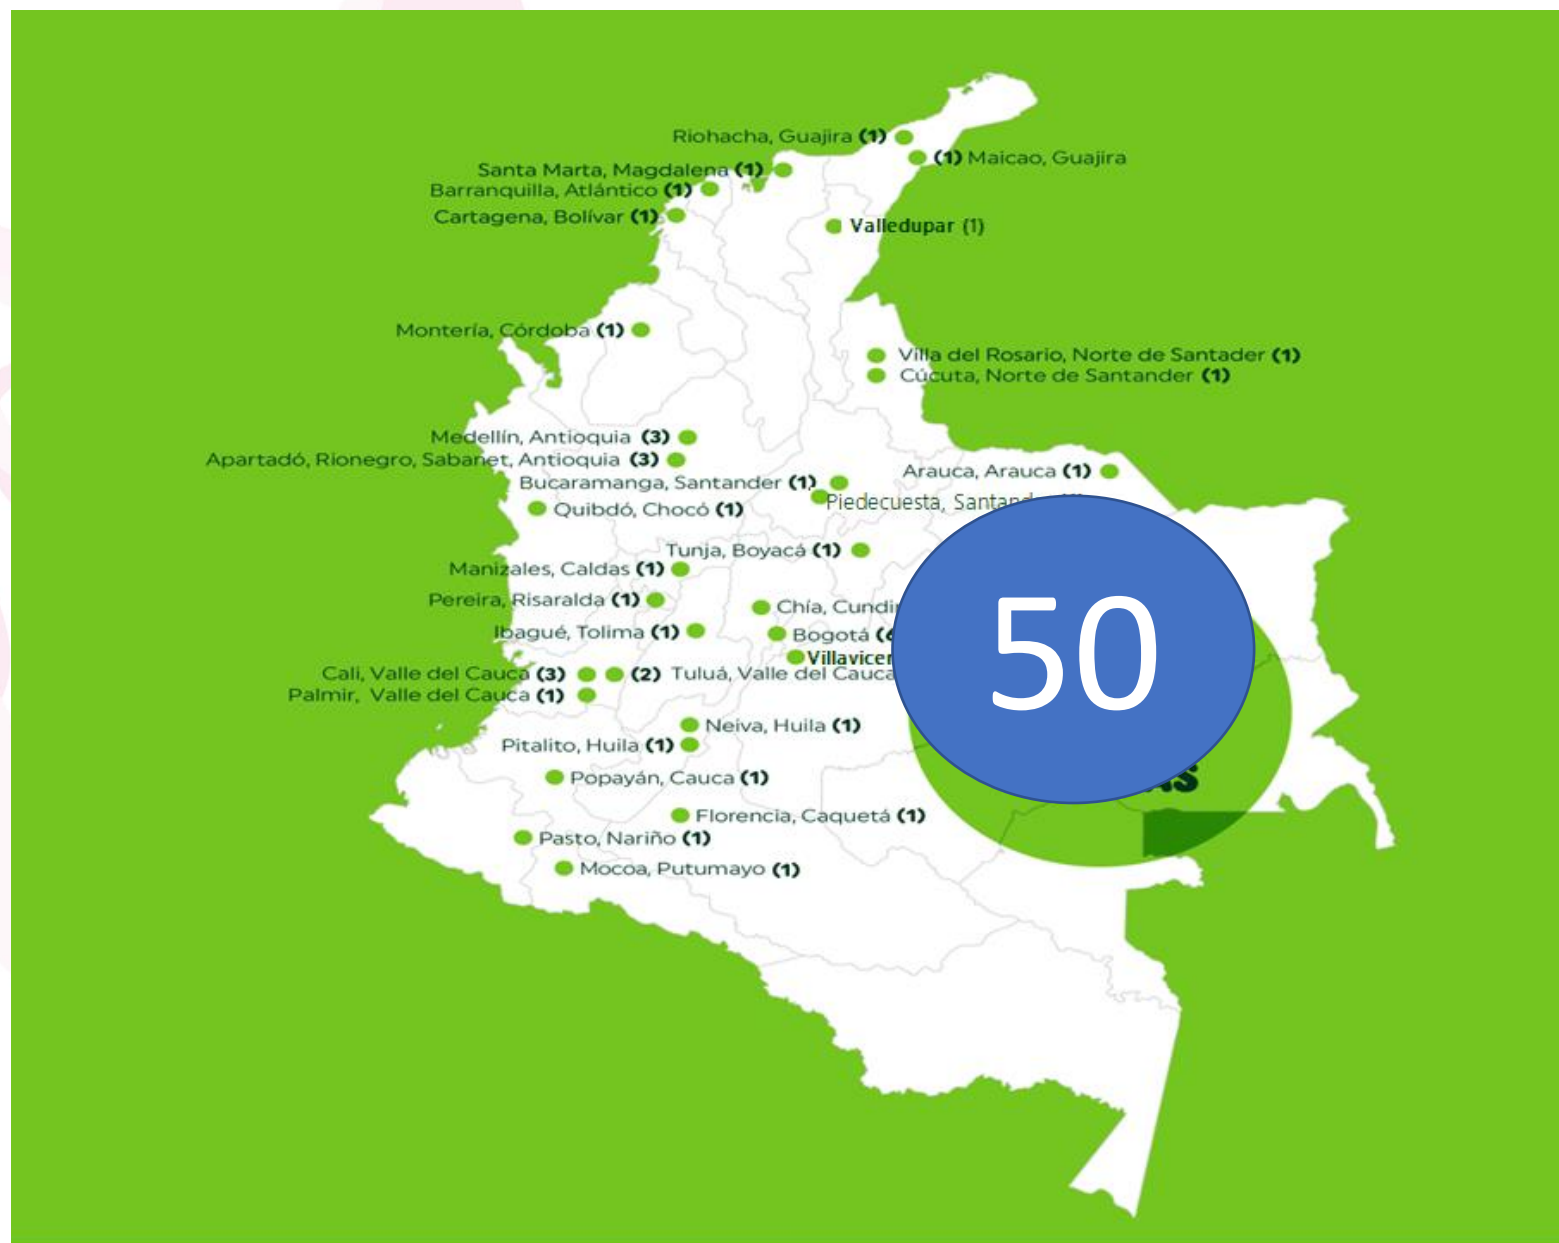 Riohacha, Guajira (1)
(1) Maicao, Guajira
Santa Marta, Magdalena (1)
Barranquilla, Atlántico (1)
Cartagena, Bolívar (1)
Valledupar (1)
Montería, Córdoba (1)
Villa del Rosario, Norte de Santader (1)
Cúcuta, Norte de Santander (1)
Medellín, Antioquia (3)
Apartadó, Rionegro, Sabanet, Antioquia (3)
Arauca, Arauca (1)
Bucaramanga, Santander (1)
Piedecuesta,
Quibdó, Chocó (1)
Tunja, Boyacá (1)
Manizales, Caldas (1)
Pereira, Risaralda (1)
Chía,
Ibagué, Tolima (1)
Bogotá
50
Cali, Valle del Cauca (3)
(2) Tuluá, Valle del Cauca
Palmir, Valle del Cauca (1)
Neiva, Huila (1)
Pitalito, Huila (1)
Popayán, Cauca (1)
Florencia, Caquetá (1)
Pasto, Nariño (1)
Mocoa, Putumayo (1)